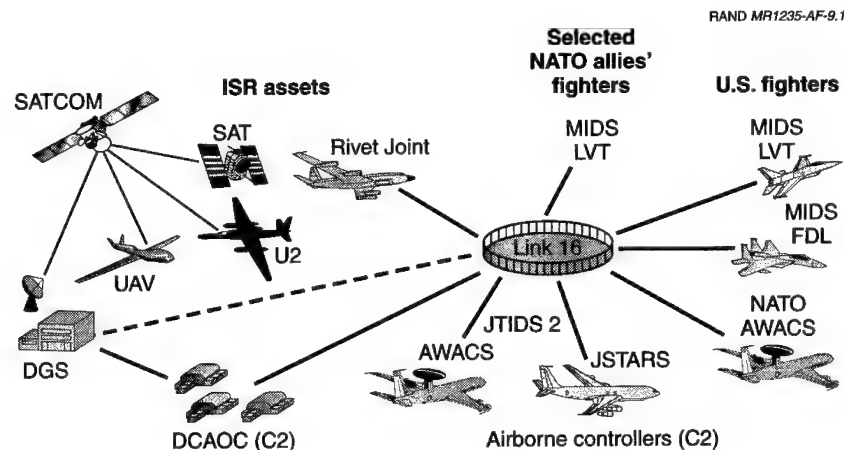 RAND MR1235-AF-9.1
Selected
NATO allies'
fighters
ISR assets
U.S. fighters
SATCOM
SAT
Rivet Joint
MIDS
LVT
MIDS
LVT
MIDS
FDL
Link 16
UAV
U2
NATO
AWACS
JTIDS 2
AWACS
JSTARS
DGS
DCAOC (C2)
Airborne controllers (C2)